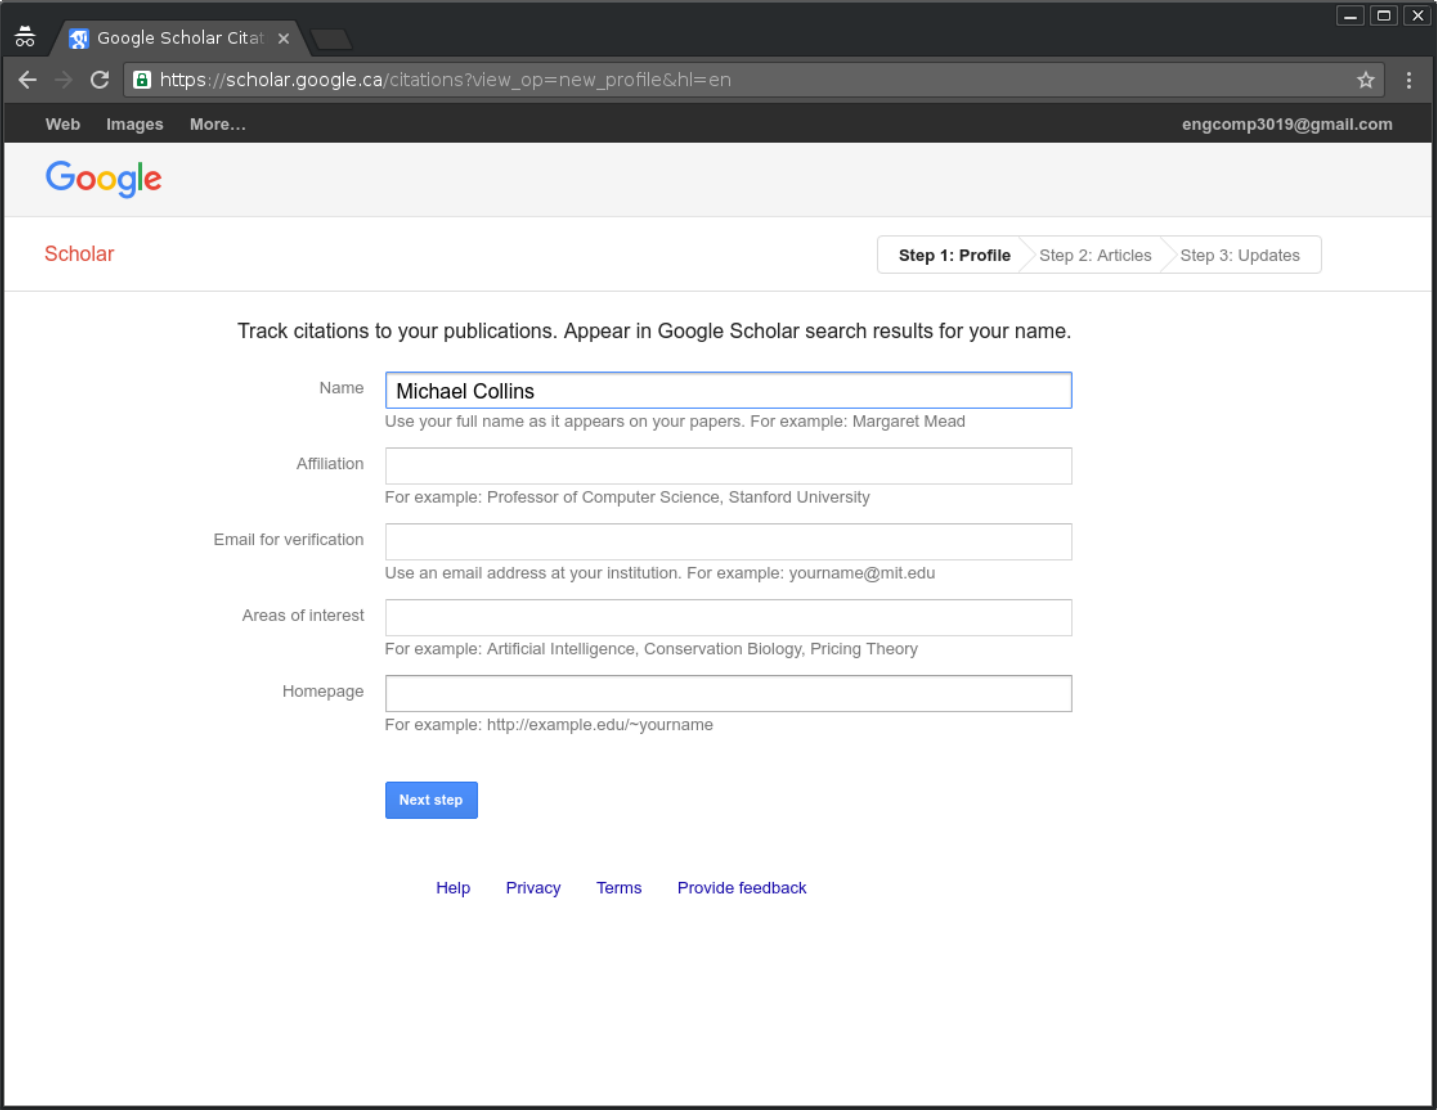 Google Scholar Citat
https://scholar.google.ca/citations?view_op=new_profile&hl=en
Web Images More... engcomp3019@gmail.com
Google
Scholar Step 1: Profile Step 2: Articles Step 3: Updates
Track citations to your publications. Appear in Google Scholar search results for your name.
Name Michael Collins
Use your full name as it appears on your papers. For example: Margaret Mead
Affiliation
For example: Professor of Computer Science, Stanford University
Email for verification
Use an email address at your institution. For example: yourname@mit.edu
Areas of interest
For example: Artificial Intelligence, Conservation Biology, Pricing Theory
Homepage
For example: http://example.edu/~yourname
Next step
Help Privacy Terms Provide feedback